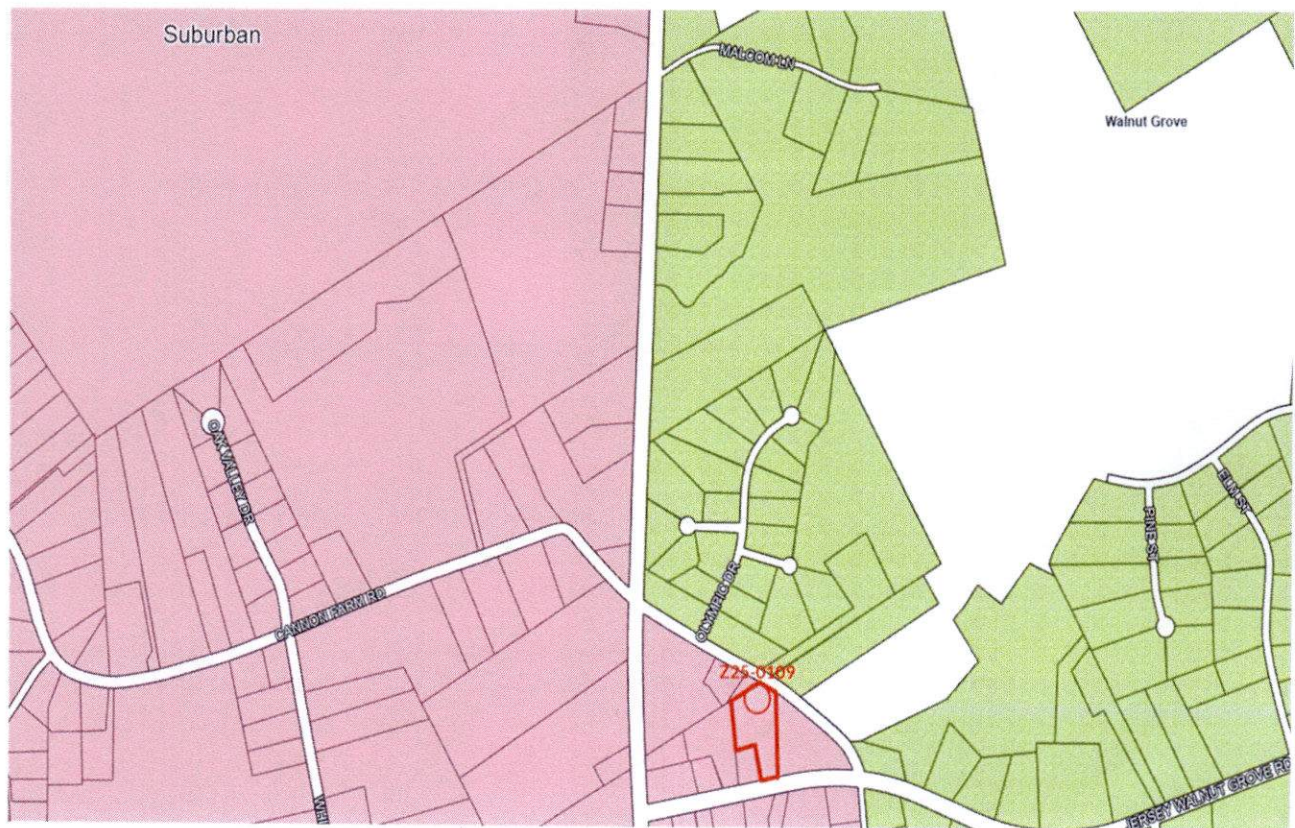 Suburban
MALCOM LN
Walnut Grove
OAK VALLEY DR
ELM ST
PINE ST
CANNON FARM RD
OLYMPIC DR
Z25-0109
WHI
JERSEY WALNUT GROVE RD